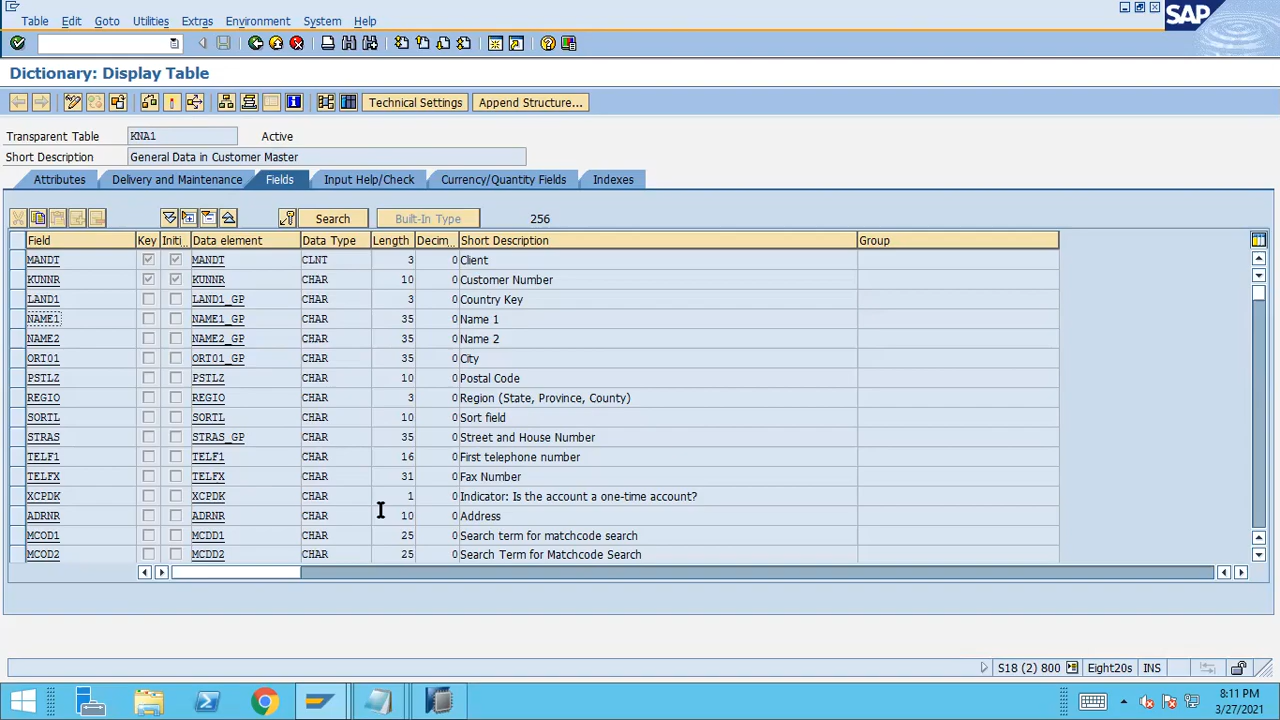 Table Edit Goto Utilities Extras Environment System Help
SAP
Dictionary: Display Table
Technical Settings Append Structure...
Transparent Table KNA1 Active
Short Description General Data in Customer Master
Attributes Delivery and Maintenance Fields Input Help/Check Currency/Quantity Fields Indexes
Search Built-In Type 256
Field Key Initi... Data element Data Type Length Decim... Short Description Group
MANDT MANDT CLNT 3 0 Client
KUNNR KUNNR CHAR 10 0 Customer Number
LAND1 LAND1_GP CHAR 3 0 Country Key
NAME1 NAME1_GP CHAR 35 0 Name 1
NAME2 NAME2_GP CHAR 35 0 Name 2
ORT01 ORT01_GP CHAR 35 0 City
PSTLZ PSTLZ CHAR 10 0 Postal Code
REGIO REGIO CHAR 3 0 Region (State, Province, County)
SORTL SORTL CHAR 10 0 Sort field
STRAS STRAS_GP CHAR 35 0 Street and House Number
TELF1 TELF1 CHAR 16 0 First telephone number
TELFX TELFX CHAR 31 0 Fax Number
XCPDK XCPDK CHAR 1 0 Indicator: Is the account a one-time account?
ADRNR ADRNR CHAR 10 0 Address
MCOD1 MCDD1 CHAR 25 0 Search term for matchcode search
MCOD2 MCDD2 CHAR 25 0 Search Term for Matchcode Search
S18 (2) 800 Eight20s INS
8:11 PM
3/27/2021